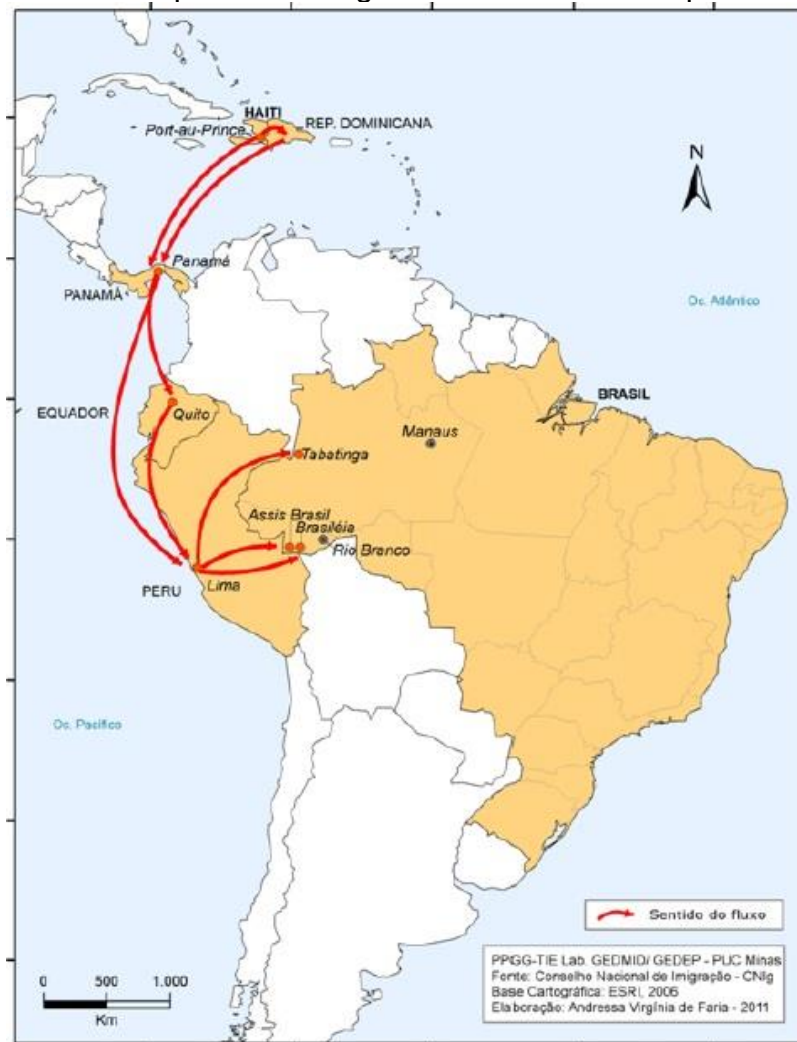 HAITI
Port-au-Prince
REP. DOMINICANA
N
Panamá
PANAMÁ
Oc. Atlântico
EQUADOR
Quito
BRASIL
Manaus
Tabatinga
Assis Brasil
Brasiléia
Rio Branco
PERU
Lima
Oc. Pacífico
Sentido do fluxo
PPGG-TIE Lab. GEDMID/ GEDEP - PUC Minas
Fonte: Conselho Nacional de Imigração - CNIg
Base Cartográfica: ESRI, 2006
Elaboração: Andressa Virgínia de Faria - 2011
0 500 1.000
Km